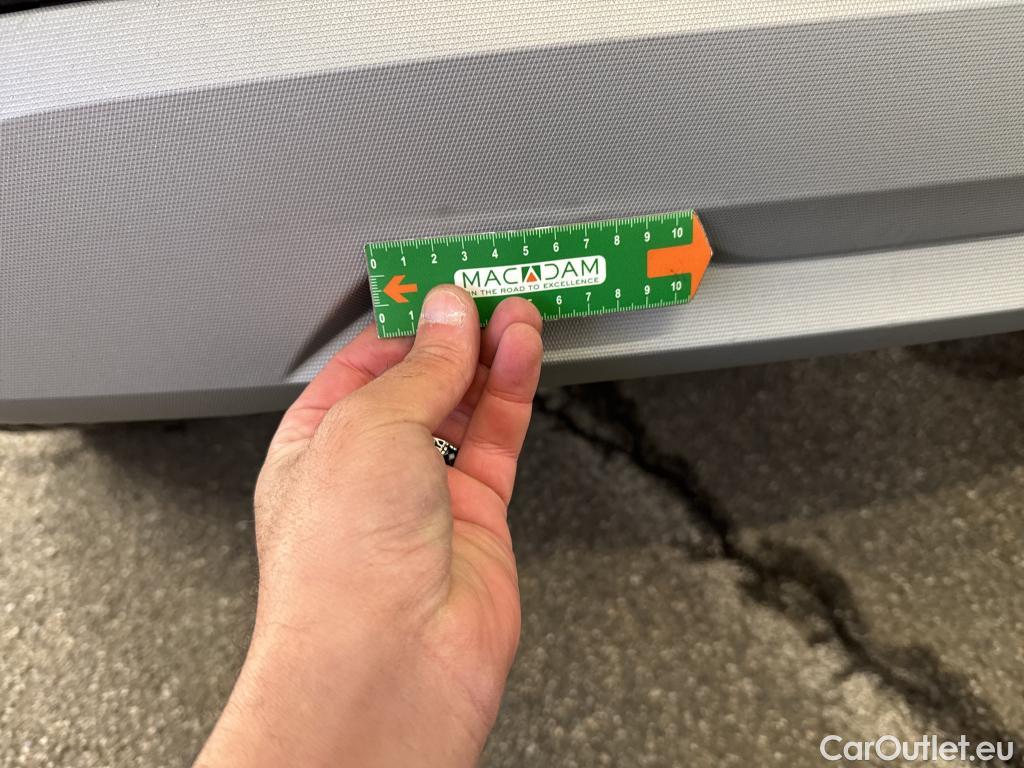 0 1 2 3 4 5 6 7 8 9 10
MACADAM
ON THE ROAD TO EXCELLENCE
0 1 6 7 8 9 10
CarOutlet.eu